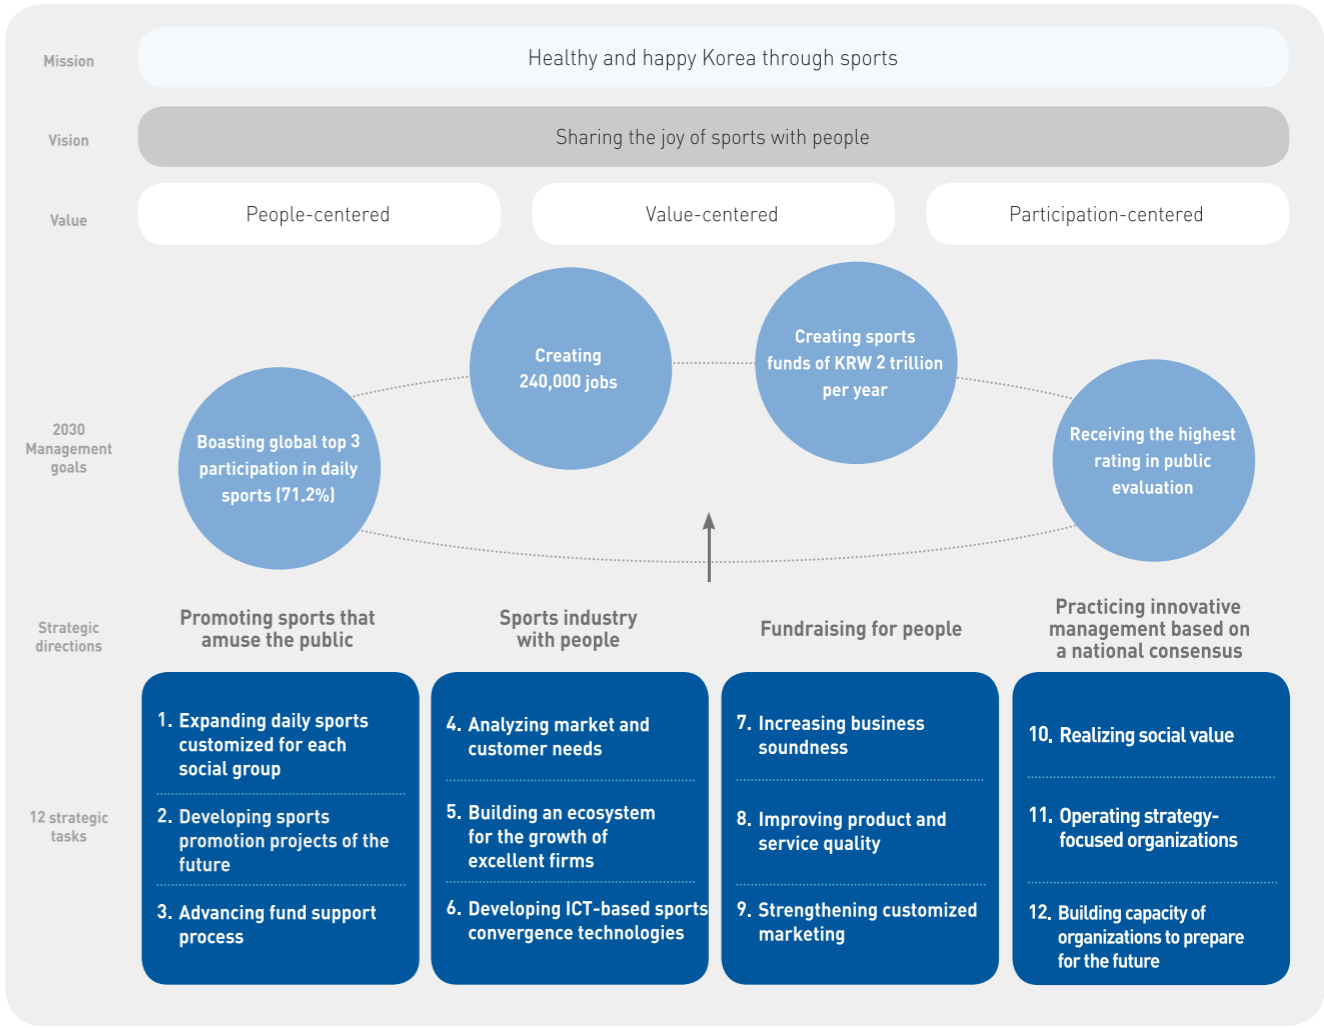 Mission
Healthy and happy Korea through sports
Vision
Sharing the joy of sports with people
Value
People-centered
Value-centered
Participation-centered
2030
Management
goals
Boasting global top 3
participation in daily
sports (71.2%)
Creating
240,000 jobs
Creating sports
funds of KRW 2 trillion
per year
Receiving the highest
rating in public
evaluation
Strategic
directions
Promoting sports that
amuse the public
Sports industry
with people
Fundraising for people
Practicing innovative
management based on
a national consensus
12 strategic
tasks
1. Expanding daily sports
customized for each
social group
2. Developing sports
promotion projects of the
future
3. Advancing fund support
process
4. Analyzing market and
customer needs
5. Building an ecosystem
for the growth of
excellent firms
6. Developing ICT-based sports
convergence technologies
7. Increasing business
soundness
8. Improving product and
service quality
9. Strengthening customized
marketing
10. Realizing social value
11. Operating strategy-
focused organizations
12. Building capacity of
organizations to prepare
for the future